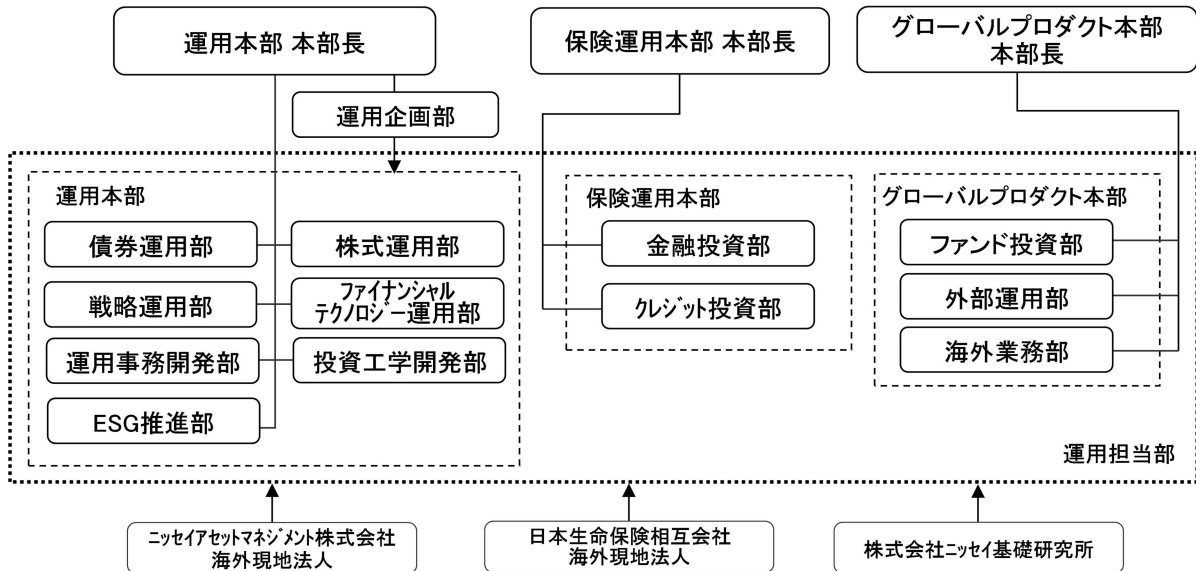 運用本部 本部長
保険運用本部 本部長
グローバルプロダクト本部
本部長
運用企画部
運用本部
債券運用部
株式運用部
戦略運用部
ファイナンシャル
テクノロジー運用部
運用事務開発部
投資工学開発部
ESG推進部
保険運用本部
金融投資部
クレジット投資部
グローバルプロダクト本部
ファンド投資部
外部運用部
海外業務部
運用担当部
ニッセイアセットマネジメント株式会社
海外現地法人
日本生命保険相互会社
海外現地法人
株式会社ニッセイ基礎研究所